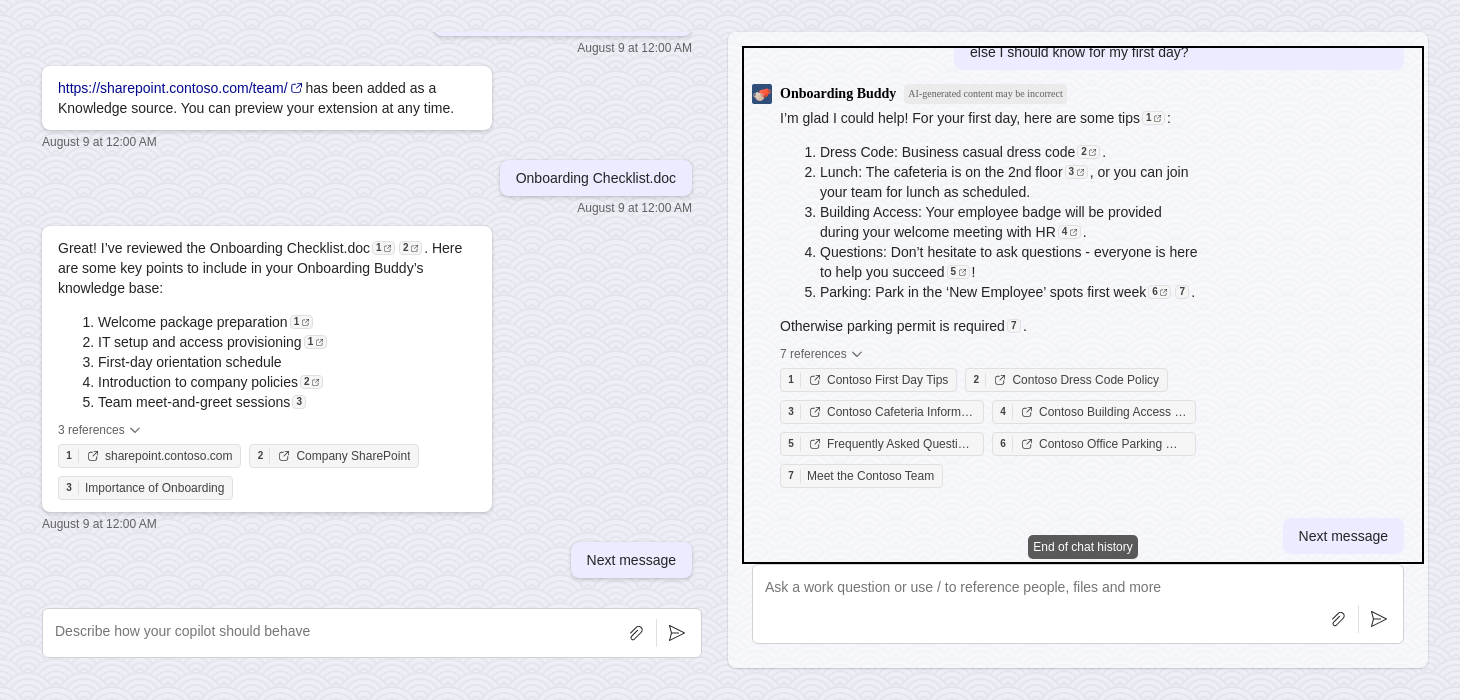 August 9 at 12:00 AM
https://sharepoint.contoso.com/team/ has been added as a
Knowledge source. You can preview your extension at any time.
August 9 at 12:00 AM
Onboarding Checklist.doc
August 9 at 12:00 AM
Great! I’ve reviewed the Onboarding Checklist.doc 1 2 . Here
are some key points to include in your Onboarding Buddy’s
knowledge base:
1. Welcome package preparation 1
2. IT setup and access provisioning 1
3. First-day orientation schedule
4. Introduction to company policies 2
5. Team meet-and-greet sessions 3
3 references
1 sharepoint.contoso.com 2 Company SharePoint
3 Importance of Onboarding
August 9 at 12:00 AM
Next message
Describe how your copilot should behave
else I should know for my first day?
Onboarding Buddy AI-generated content may be incorrect
I’m glad I could help! For your first day, here are some tips 1 :
1. Dress Code: Business casual dress code 2 .
2. Lunch: The cafeteria is on the 2nd floor 3 , or you can join
your team for lunch as scheduled.
3. Building Access: Your employee badge will be provided
during your welcome meeting with HR 4 .
4. Questions: Don’t hesitate to ask questions - everyone is here
to help you succeed 5 !
5. Parking: Park in the ‘New Employee’ spots first week 6 7 .
Otherwise parking permit is required 7 .
7 references
1 Contoso First Day Tips 2 Contoso Dress Code Policy
3 Contoso Cafeteria Inform… 4 Contoso Building Access …
5 Frequently Asked Questi… 6 Contoso Office Parking …
7 Meet the Contoso Team
Next message
End of chat history
Ask a work question or use / to reference people, files and more